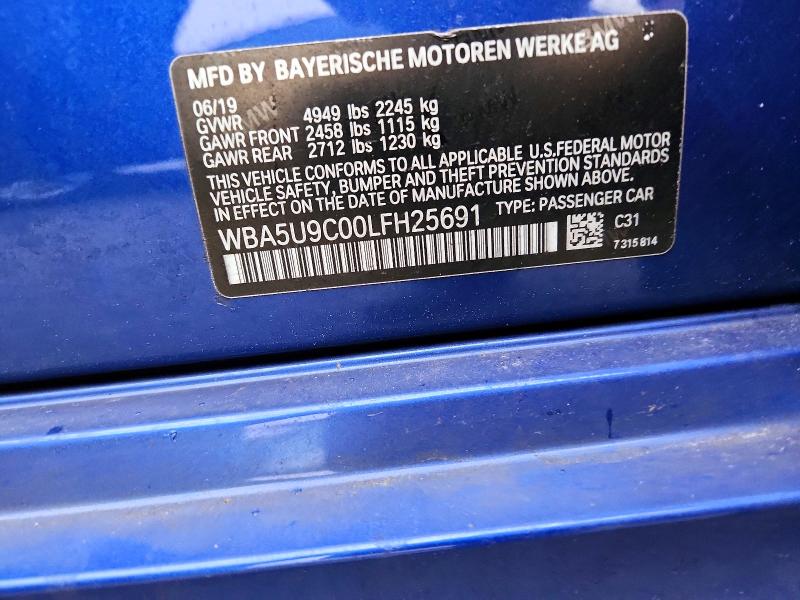 MFD BY BAYERISCHE MOTOREN WERKE AG
06/19
GVWR 4949 lbs 2245 kg
GAWR FRONT 2458 lbs 1115 kg
GAWR REAR 2712 lbs 1230 kg
THIS VEHICLE CONFORMS TO ALL APPLICABLE U.S.FEDERAL MOTOR
VEHICLE SAFETY, BUMPER AND THEFT PREVENTION STANDARDS
IN EFFECT ON THE DATE OF MANUFACTURE SHOWN ABOVE.
WBA5U9C00LFH25691 TYPE: PASSENGER CAR
C31
7315814